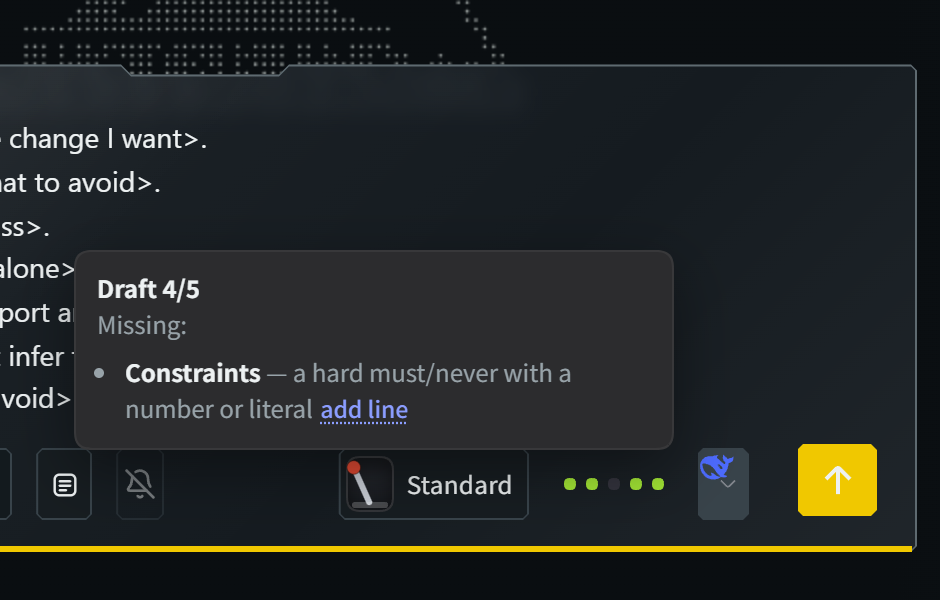 change I want>.
at to avoid>.
ss>.
alone>
port
infer
void>
Draft 4/5
Missing:
Constraints — a hard must/never with a
number or literal add line
Standard